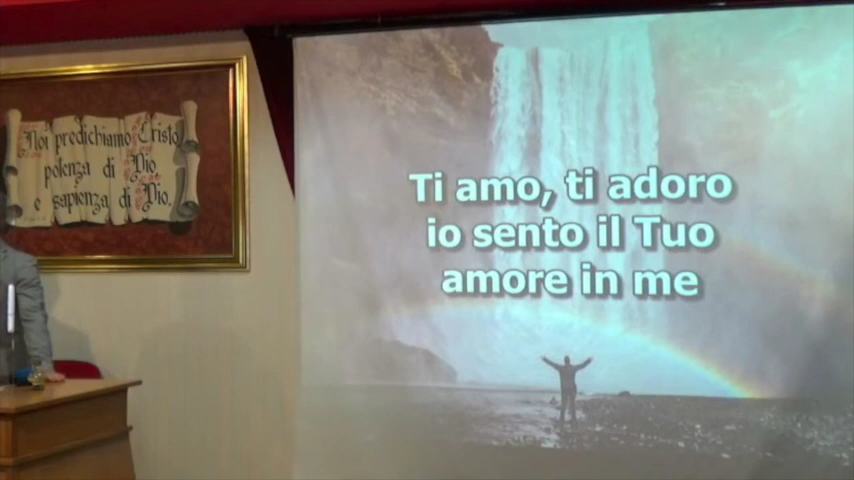 Noi predichiamo Cristo
potenza di Dio
e sapienza di Dio.
Ti amo, ti adoro
io sento il Tuo
amore in me